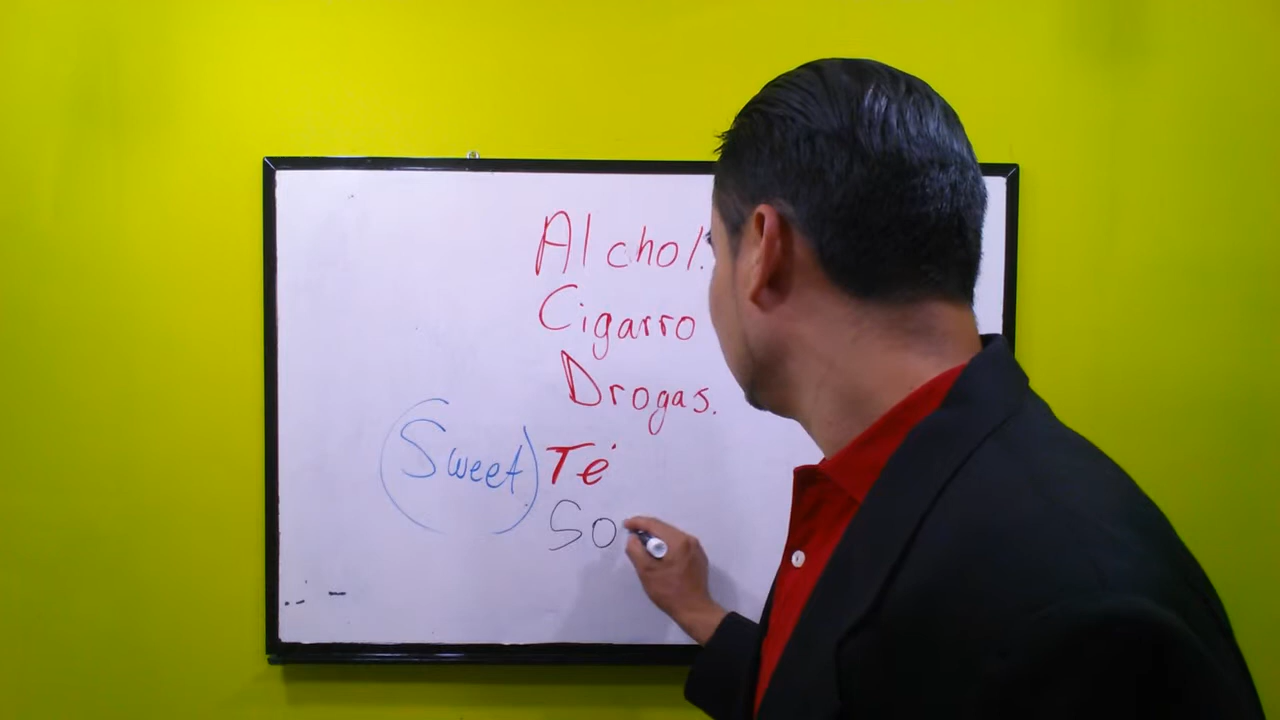 Alchol.
Cigarro
Drogas.
(Sweet) Té
So